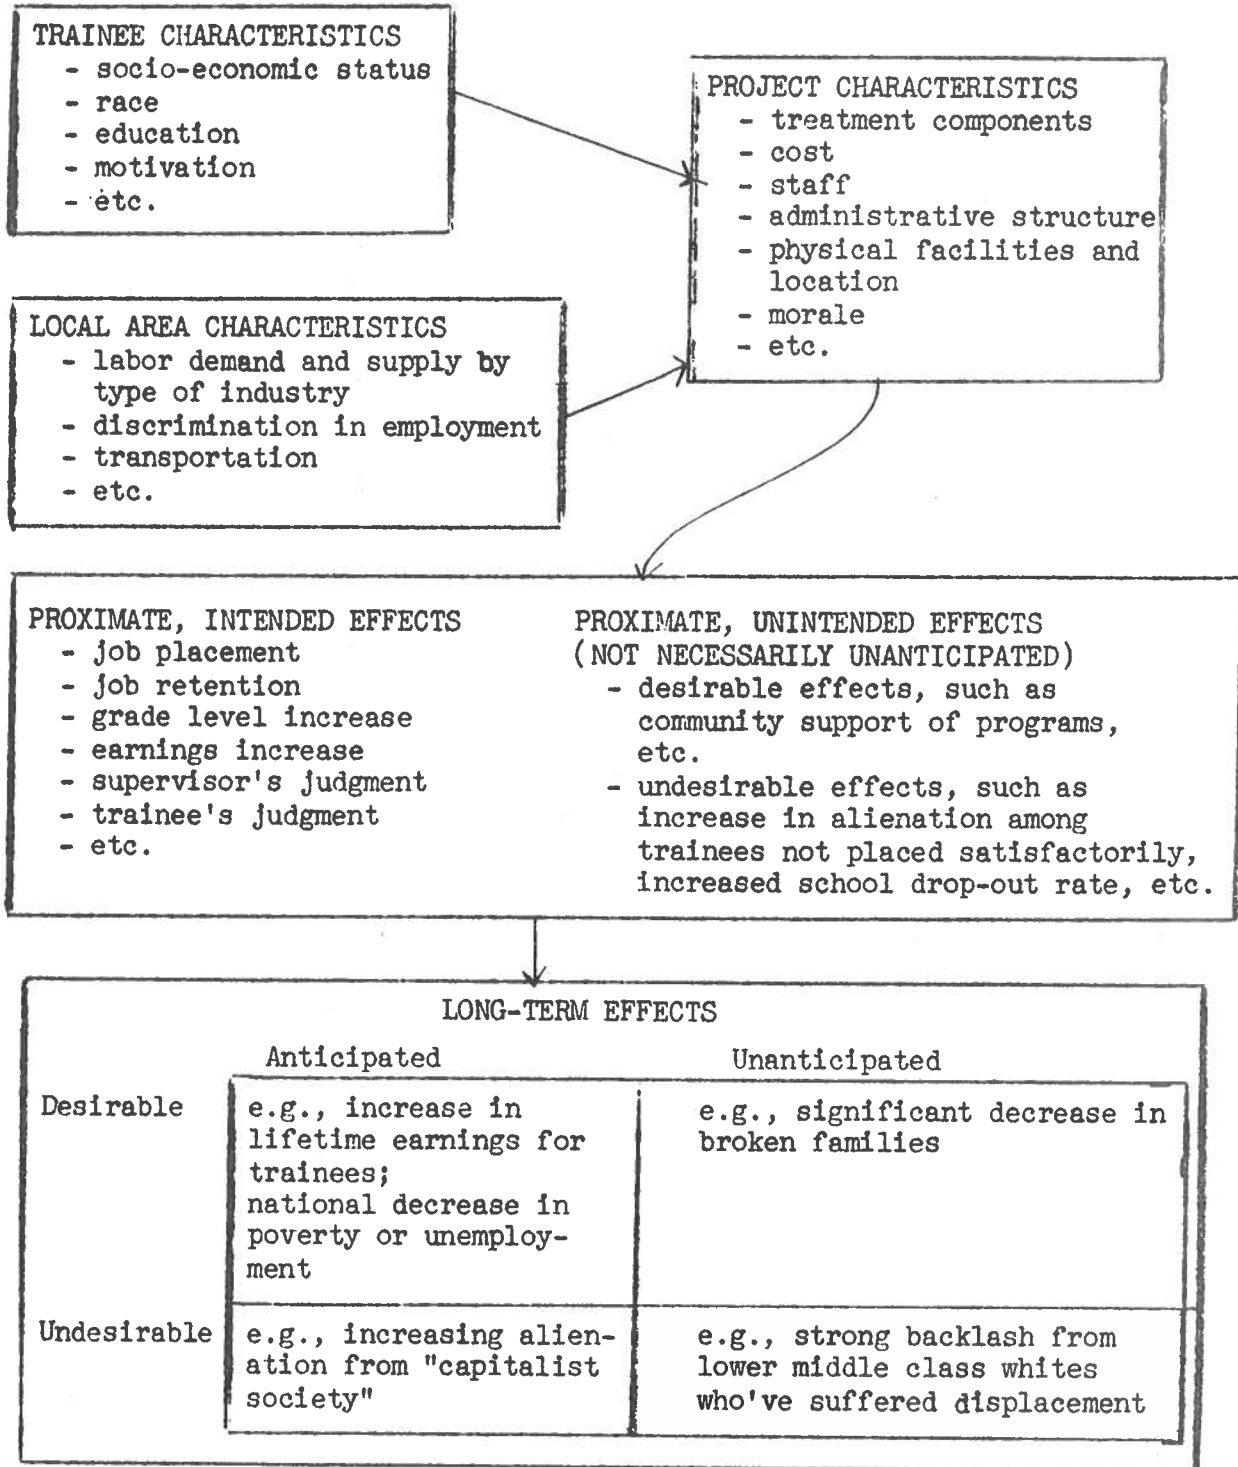 TRAINEE CHARACTERISTICS
- socio-economic status
- race
- education
- motivation
- etc.
PROJECT CHARACTERISTICS
- treatment components
- cost
- staff
- administrative structure
- physical facilities and
location
- morale
- etc.
LOCAL AREA CHARACTERISTICS
- labor demand and supply by
type of industry
- discrimination in employment
- transportation
- etc.
PROXIMATE, INTENDED EFFECTS
- job placement
- job retention
- grade level increase
- earnings increase
- supervisor's judgment
- trainee's judgment
- etc.
PROXIMATE, UNINTENDED EFFECTS
(NOT NECESSARILY UNANTICIPATED)
- desirable effects, such as
community support of programs,
etc.
- undesirable effects, such as
increase in alienation among
trainees not placed satisfactorily,
increased school drop-out rate, etc.
LONG-TERM EFFECTS
Anticipated
Unanticipated
Desirable
e.g., increase in
lifetime earnings for
trainees;
national decrease in
poverty or unemploy-
ment
e.g., significant decrease in
broken families
Undesirable
e.g., increasing alien-
ation from "capitalist
society"
e.g., strong backlash from
lower middle class whites
who've suffered displacement